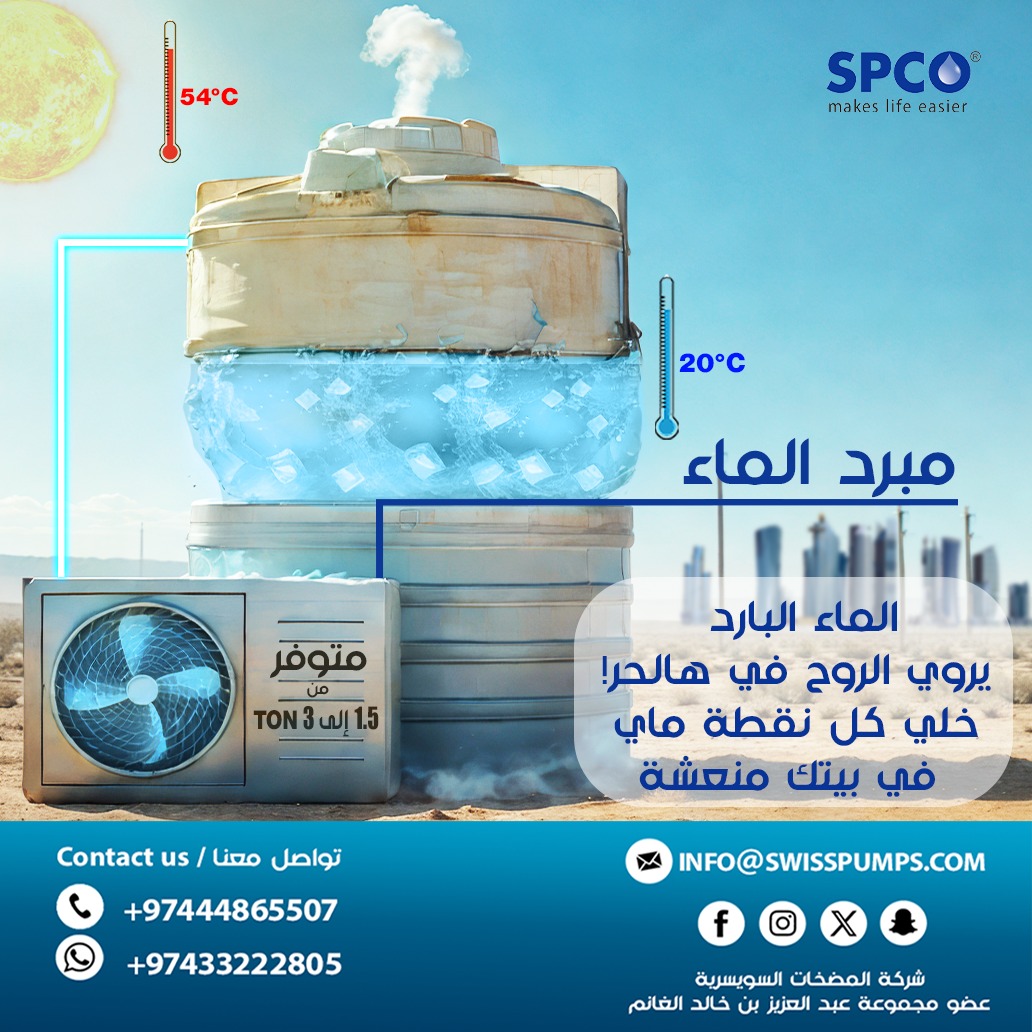 54°C
SPCO®
makes life easier
20°C
مبرد الماء
الماء البارد
يروي الروح في هالحر!
خلي كل نقطة ماي
في بيتك منعشة
متوفر
من
1.5 إلى 3 TON
Contact us / تواصل معنا
+97444865507
+97433222805
INFO@SWISSPUMPS.COM
شركة المضخات السويسرية
عضو مجموعة عبد العزيز بن خالد الغانم